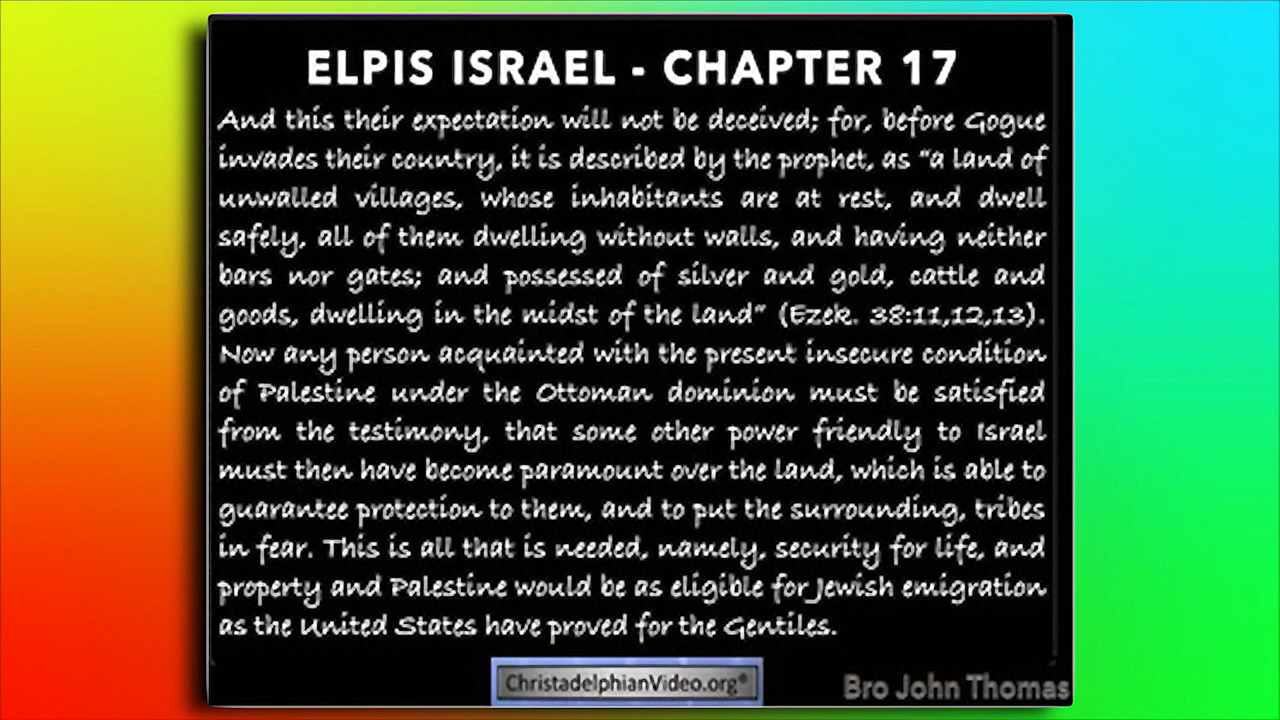 ELPIS ISRAEL - CHAPTER 17
And this their expectation will not be deceived; for, before Gogue
invades their country, it is described by the prophet, as "a land of
unwalled villages, whose inhabitants are at rest, and dwell
safely, all of them dwelling without walls, and having neither
bars nor gates; and possessed of silver and gold, cattle and
goods, dwelling in the midst of the land" (Ezek. 38:11,12,13).
Now any person acquainted with the present insecure condition
of Palestine under the Ottoman dominion must be satisfied
from the testimony, that some other power friendly to Israel
must then have become paramount over the land, which is able to
guarantee protection to them, and to put the surrounding, tribes
in fear. This is all that is needed, namely, security for life, and
property and Palestine would be as eligible for Jewish emigration
as the United States have proved for the Gentiles.
ChristadelphianVideo.org®
Bro John Thomas